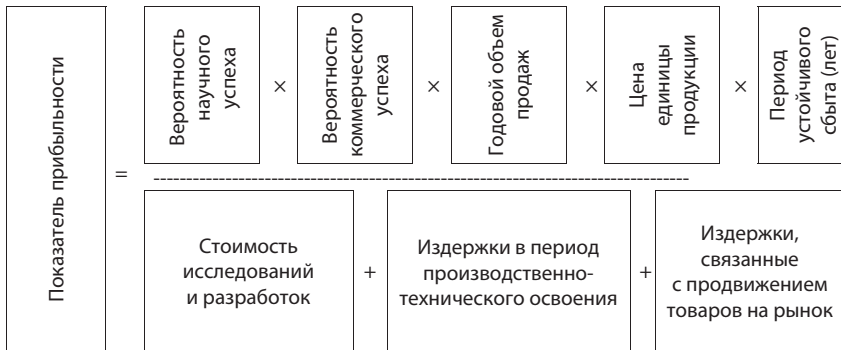 Показатель прибыльности
=
Вероятность
научного
успеха
×
Вероятность
коммерческого
успеха
×
Годовой объем
продаж
×
Цена
единицы
продукции
×
Период
устойчивого
сбыта (лет)
Стоимость
исследований
и разработок
+
Издержки в период
производственно-
технического освоения
+
Издержки,
связанные
с продвижением
товаров на рынок